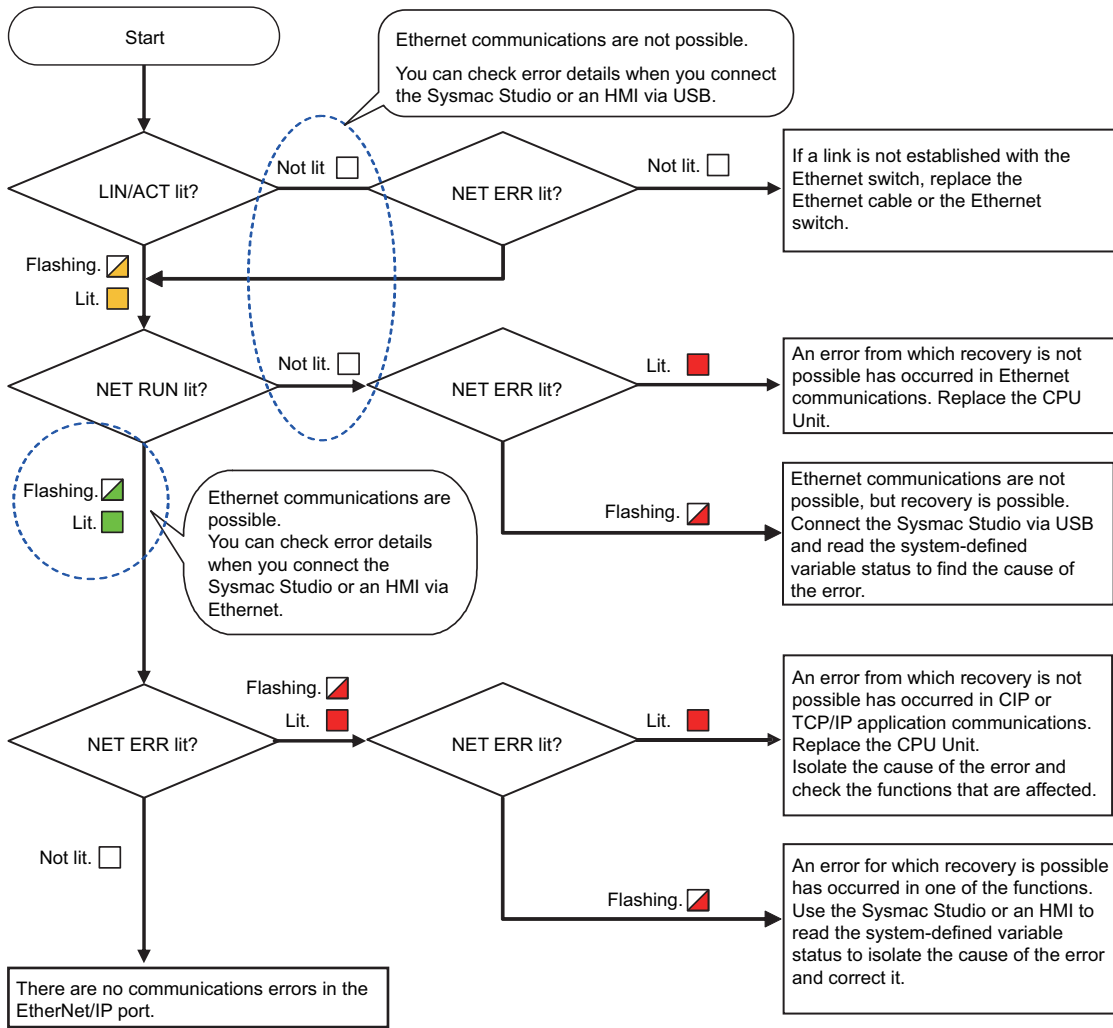 Start
Ethernet communications are not possible.
You can check error details when you connect
the Sysmac Studio or an HMI via USB.
LIN/ACT lit?
Not lit
NET ERR lit?
Not lit.
If a link is not established with the
Ethernet switch, replace the
Ethernet cable or the Ethernet
switch.
Flashing.
Lit.
NET RUN lit?
Not lit.
NET ERR lit?
Lit.
An error from which recovery is not
possible has occurred in Ethernet
communications. Replace the CPU
Unit.
Flashing.
Ethernet communications are not
possible, but recovery is possible.
Connect the Sysmac Studio via USB
and read the system-defined
variable status to find the cause of
the error.
Flashing.
Lit.
Ethernet communications are
possible.
You can check error details
when you connect the
Sysmac Studio or an HMI via
Ethernet.
NET ERR lit?
Flashing.
Lit.
NET ERR lit?
Lit.
An error from which recovery is not
possible has occurred in CIP or
TCP/IP application communications.
Replace the CPU Unit.
Isolate the cause of the error and
check the functions that are affected.
Not lit.
Flashing.
An error for which recovery is possible
has occurred in one of the functions.
Use the Sysmac Studio or an HMI to
read the system-defined variable
status to isolate the cause of the error
and correct it.
There are no communications errors in the
EtherNet/IP port.